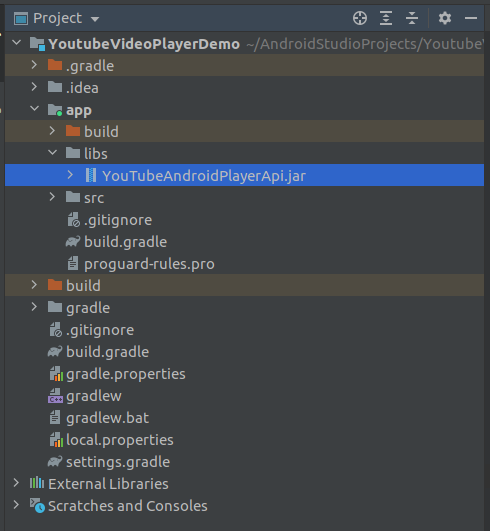 Project
YoutubeVideoPlayerDemo ~/AndroidStudioProjects/Youtube
.gradle
.idea
app
build
libs
YouTubeAndroidPlayerApi.jar
src
.gitignore
build.gradle
proguard-rules.pro
build
gradle
.gitignore
build.gradle
gradle.properties
gradlew
gradlew.bat
local.properties
settings.gradle
External Libraries
Scratches and Consoles